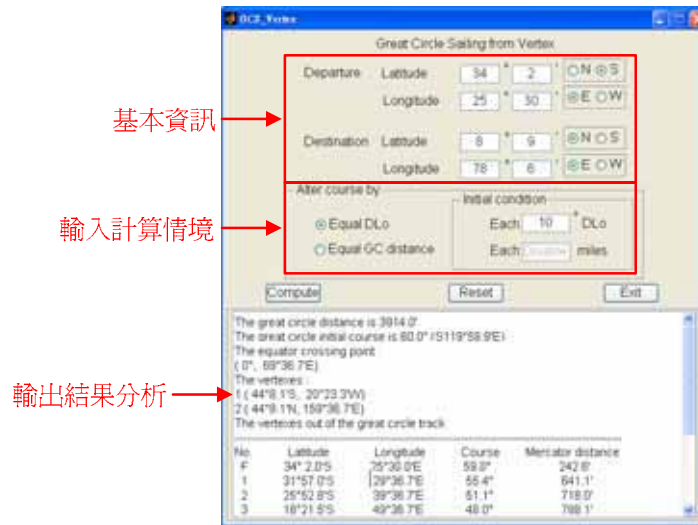 GCS_Vertex
Great Circle Sailing from Vertex
Departure Latitude 34 ° 2 ' N S
Longitude 25 ° 30 ' E W
基本資訊
Destination Latitude 8 ° 9 ' N S
Longitude 78 ° 6 ' E W
Alter course by
Initial condition
輸入計算情境
Equal DLo
Each 10 ° DLo
Equal GC distance
Each miles
Compute Reset Exit
The great circle distance is 3914.0'
The great circle initial course is 60.0° (S119°58.9'E)
The equator crossing point
( 0°, 69°36.7'E)
The vertexes :
輸出結果分析
1 ( 44°9.1'S, 20°23.3'W)
2 ( 44°9.1'N, 159°36.7'E)
The vertexes out of the great circle track
No. Latitude Longitude Course Mercator distance
F 34° 2.0'S 25°30.0'E 59.8° 242.6'
1 31°57.0'S 29°36.7'E 55.4° 641.1'
2 25°52.8'S 39°36.7'E 51.1° 718.0'
3 18°21.5'S 49°36.7'E 48.0° 788.1'